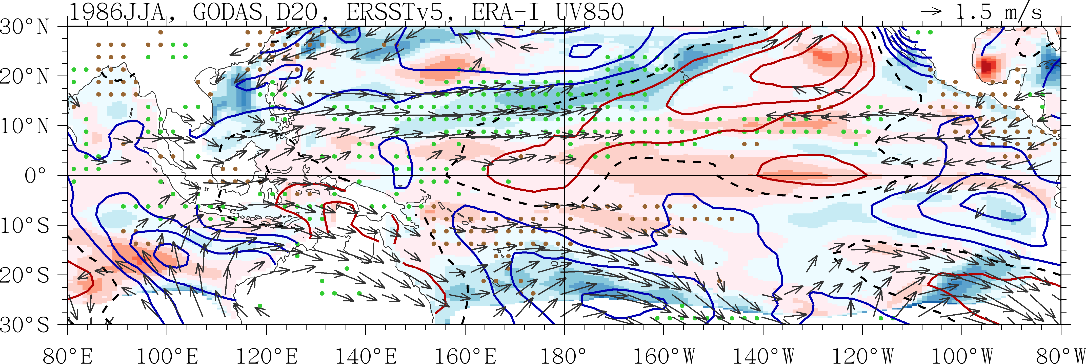 1986JJA, GODAS D20, ERSSTv5, ERA-I UV850 1.5 m/s
30°N
20°N
10°N
0°
10°S
20°S
30°S
80°E 100°E 120°E 140°E 160°E 180° 160°W 140°W 120°W 100°W 80°W